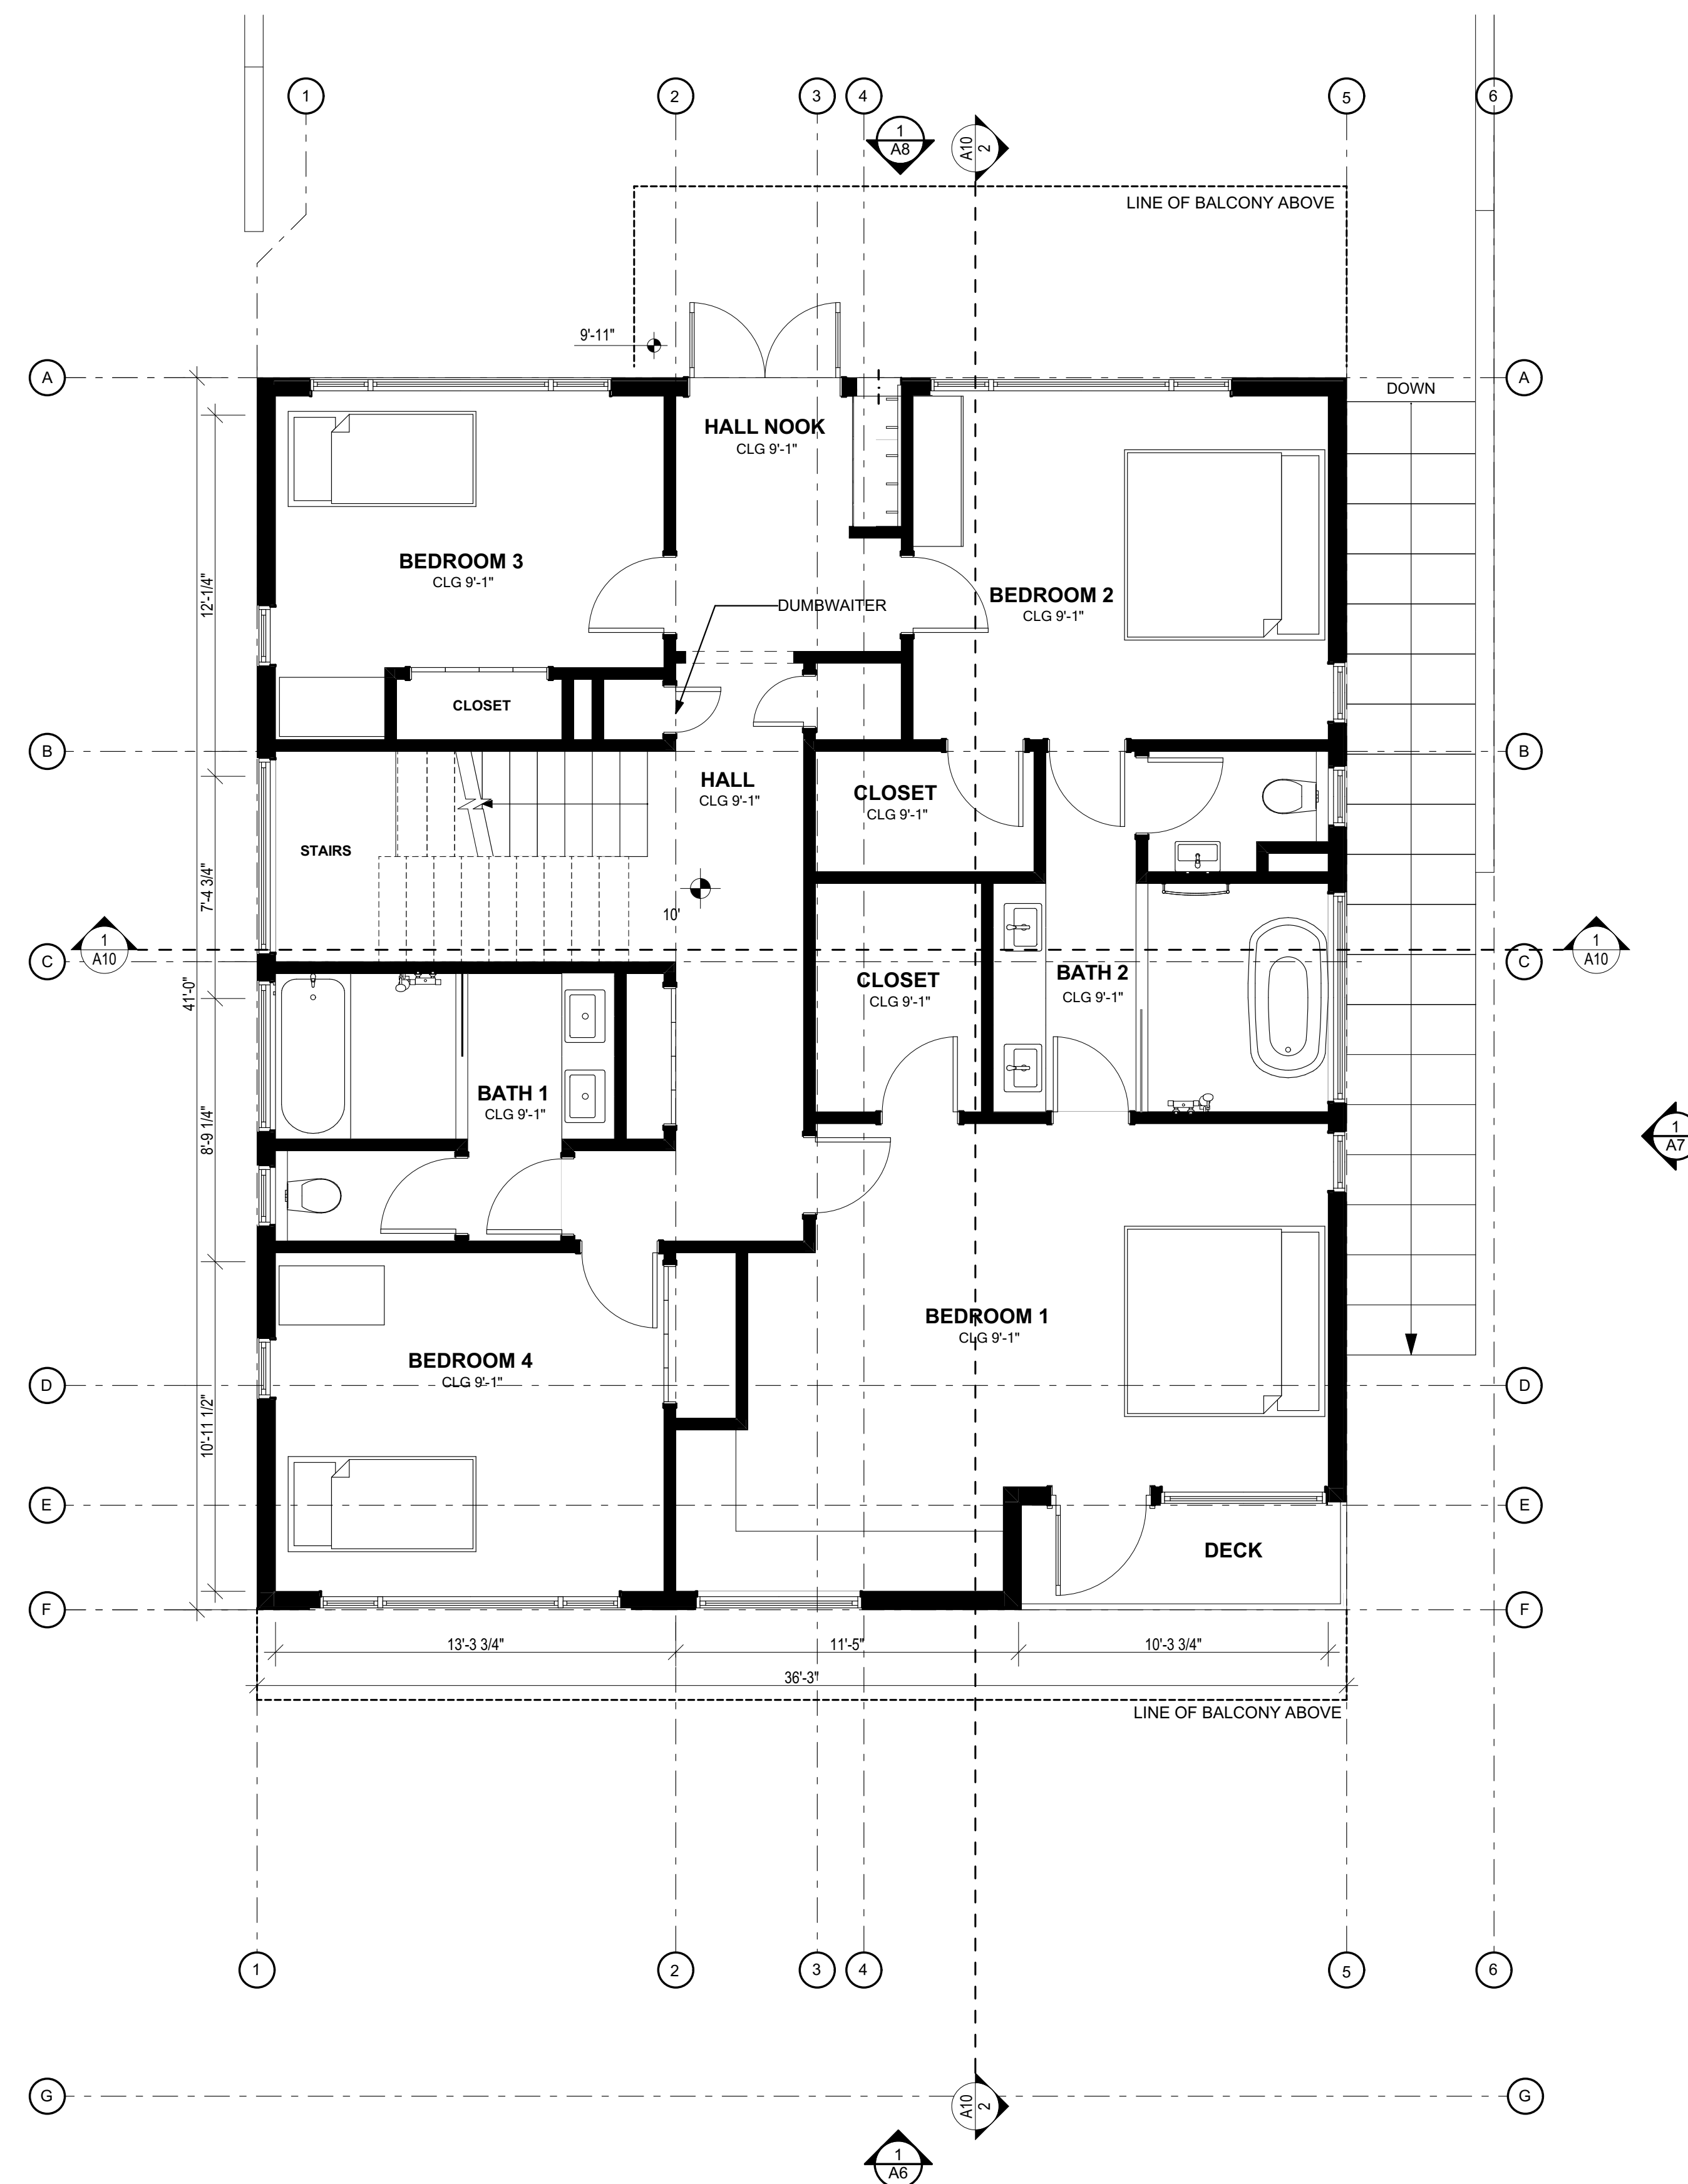 1
2
3
4
5
6
1
A8
A10
2
LINE OF BALCONY ABOVE
9'-11"
A
A
DOWN
HALL NOOK
CLG 9'-1"
BEDROOM 3
CLG 9'-1"
12'-1/4"
DUMBWAITER
BEDROOM 2
CLG 9'-1"
CLOSET
B
B
HALL
CLG 9'-1"
CLOSET
CLG 9'-1"
STAIRS
7'-4 3/4"
10'
1
A10
1
A10
C
C
41'-0"
CLOSET
CLG 9'-1"
BATH 2
CLG 9'-1"
BATH 1
CLG 9'-1"
8'-9 1/4"
1
A7
BEDROOM 1
CLG 9'-1"
BEDROOM 4
CLG 9'-1"
D
D
10'-11 1/2"
E
E
DECK
F
F
13'-3 3/4"
11'-5"
10'-3 3/4"
36'-3"
LINE OF BALCONY ABOVE
1
2
3
4
5
6
G
G
A10
2
1
A6